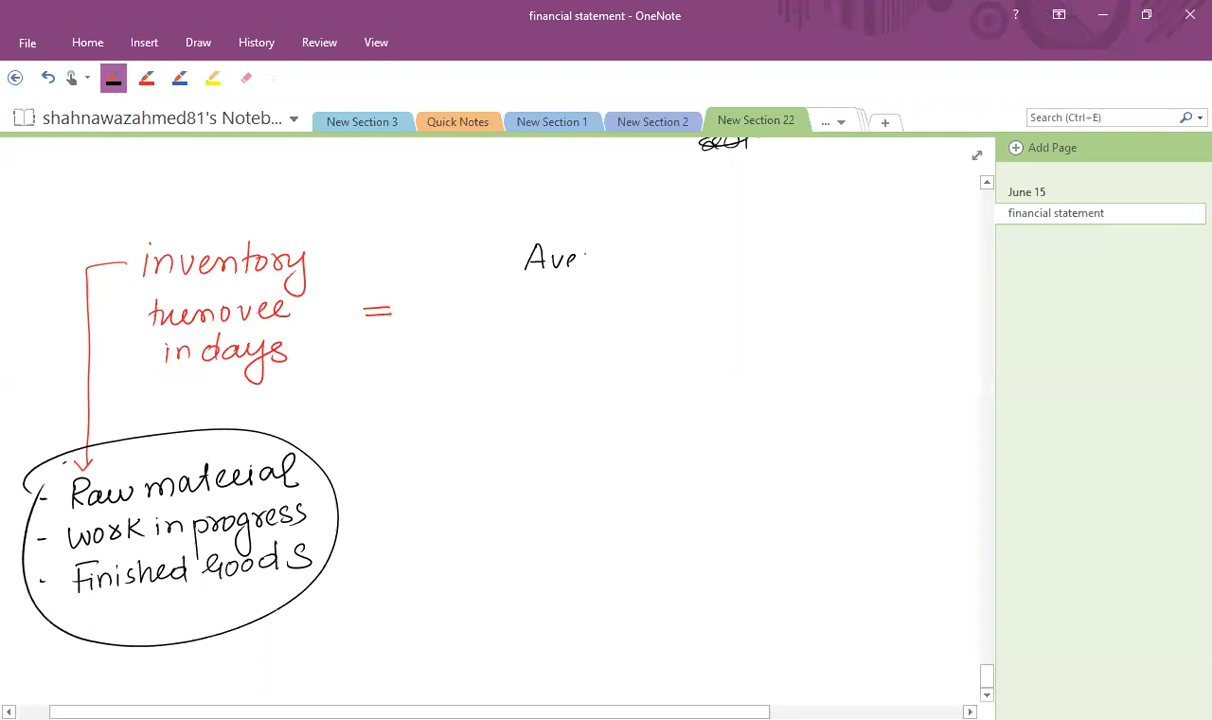 financial statement - OneNote
?
File Home Insert Draw History Review View
shahnawazahmed81's Noteb...
New Section 3
Quick Notes
New Section 1
New Section 2
New Section 22
...
Search (Ctrl+E)
Add Page
June 15
financial statement
inventory
turnover
in days
=
Ave
- Raw material
- work in progress
- Finished Goods